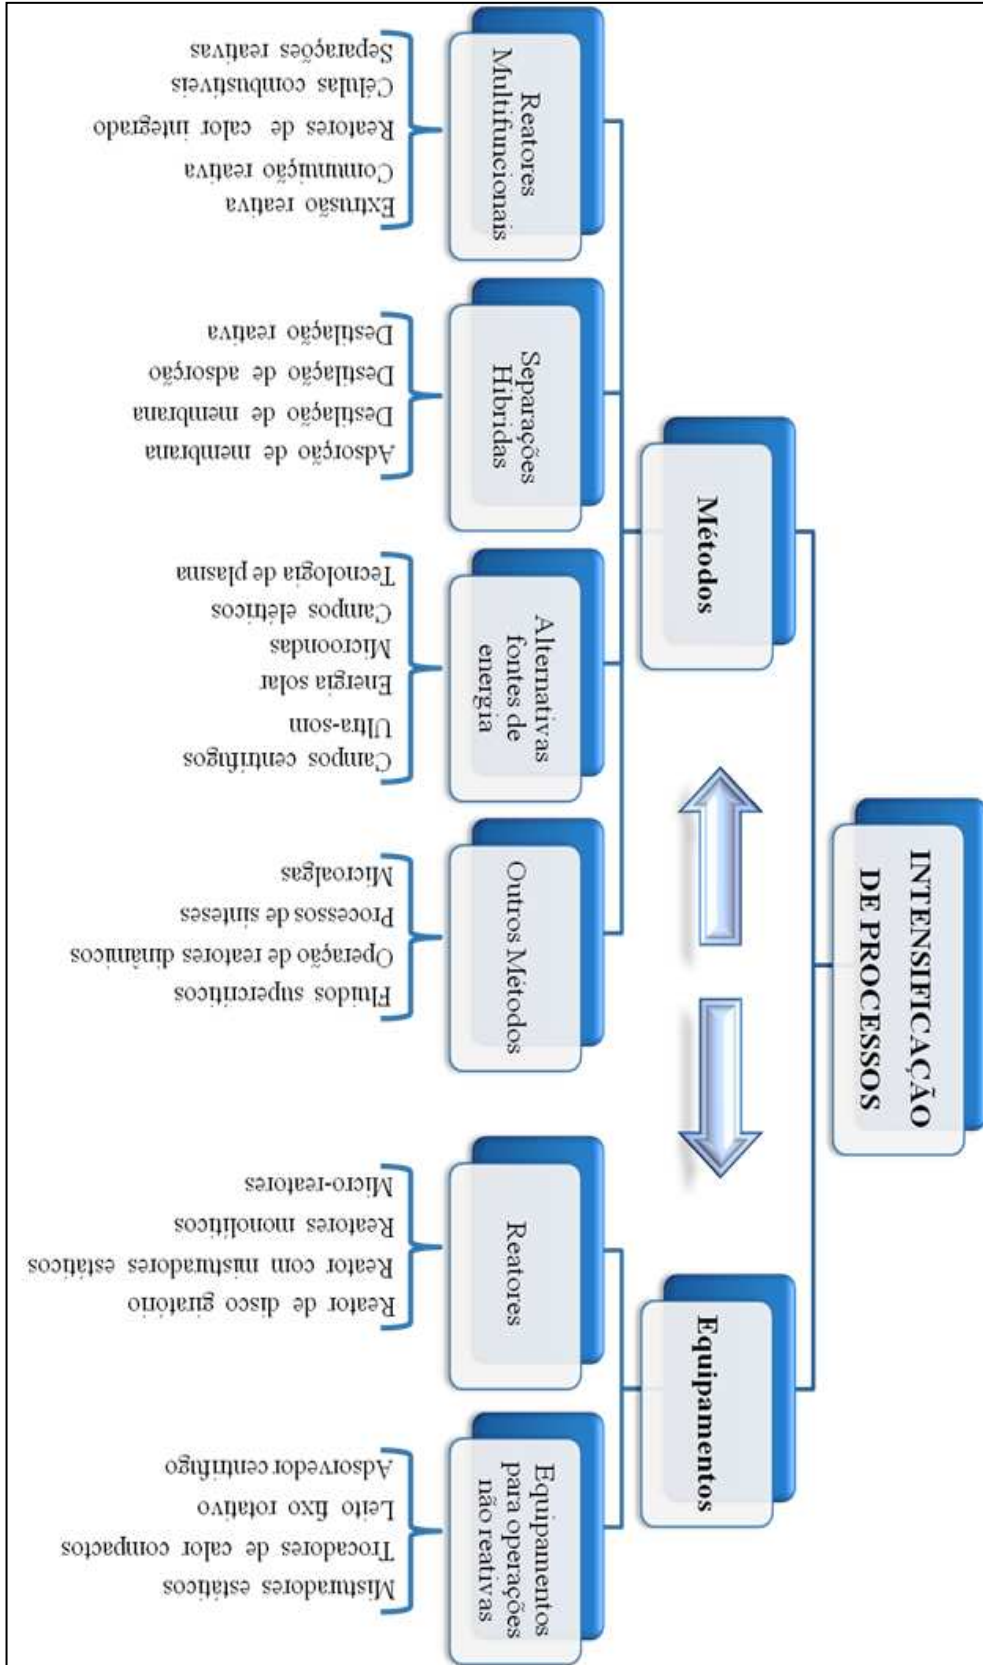 INTENSIFICAÇÃO
DE PROCESSOS
Equipamentos
Métodos
Equipamentos
para operações
não reativas
Misturadores estáticos
Trocadores de calor compactos
Leito fixo rotativo
Adsorvedor centrífugo
Reatores
Reator de disco giratório
Reator com misturadores estáticos
Reatores monolíticos
Micro-reatores
Outros Métodos
Fluidos supercríticos
Operação de reatores dinâmicos
Processos de sínteses
Microalgas
Alternativas
fontes de
energia
Campos centrífugos
Ultra-som
Energia solar
Microondas
Campos elétricos
Tecnologia de plasma
Separações
Híbridas
Adsorção de membrana
Destilação de membrana
Destilação de adsorção
Destilação reativa
Reatores
Multifuncionais
Extrusão reativa
Comunuição reativa
Reatores de calor integrado
Células combustíveis
Separações reativas